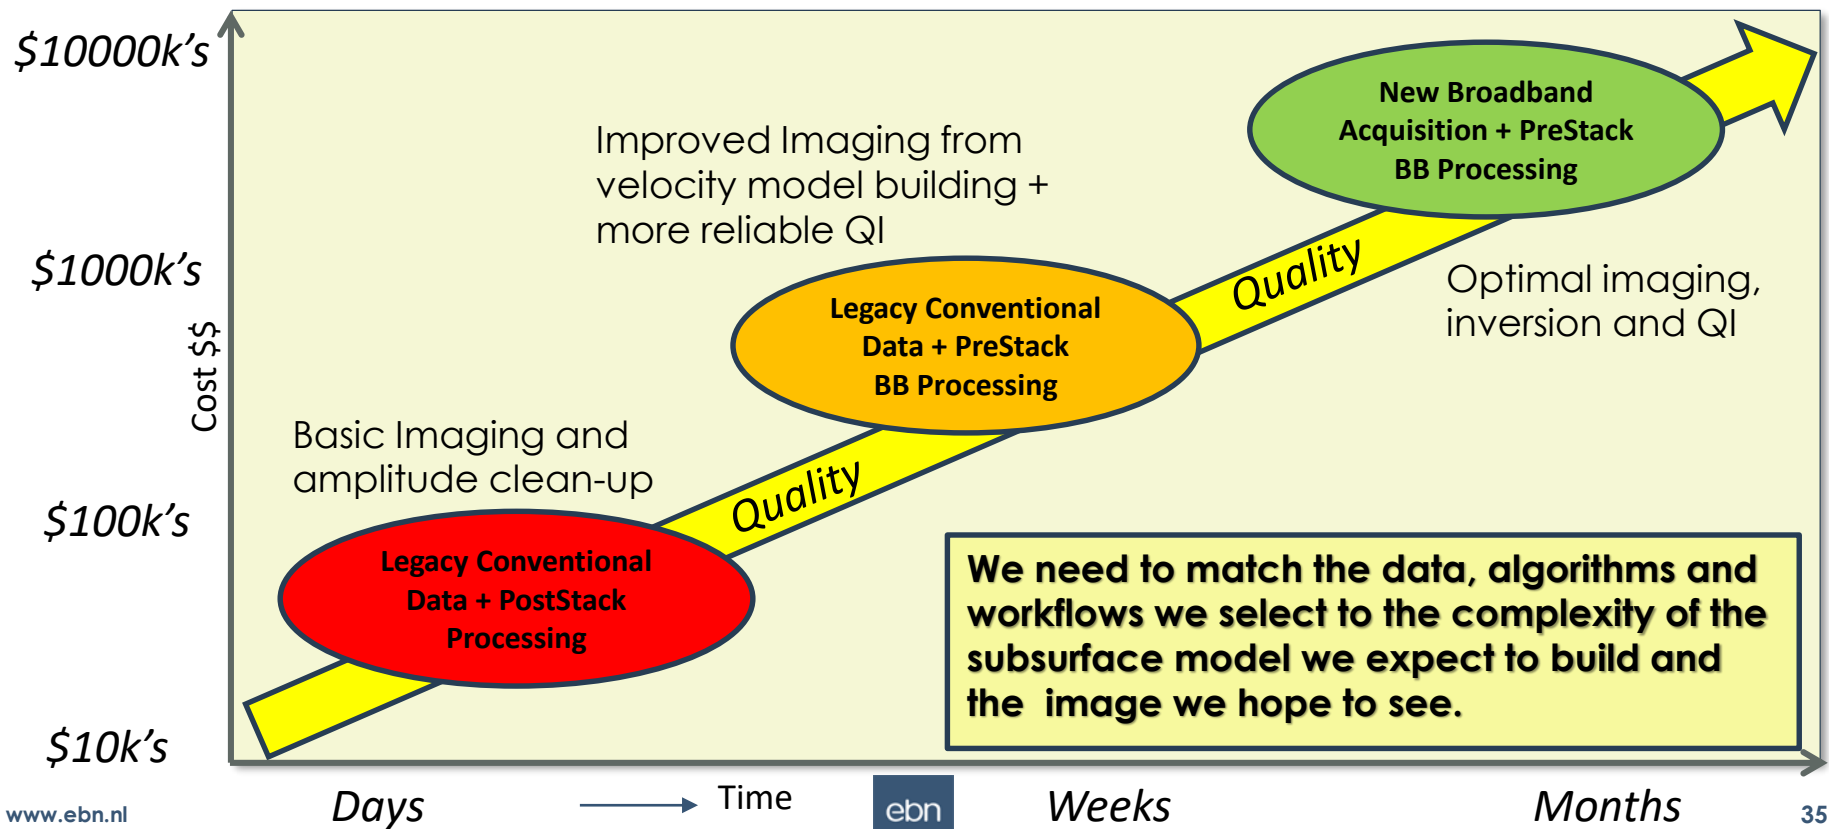 $10000k's
$1000k's
Cost $$
$100k's
$10k's
New Broadband
Acquisition + PreStack
BB Processing
Improved Imaging from
velocity model building +
more reliable QI
Quality
Optimal imaging,
inversion and QI
Legacy Conventional
Data + PreStack
BB Processing
Basic Imaging and
amplitude clean-up
Quality
Legacy Conventional
Data + PostStack
Processing
We need to match the data, algorithms and
workflows we select to the complexity of the
subsurface model we expect to build and
the image we hope to see.
Days
Time
Weeks
Months
www.ebn.nl
ebn
35